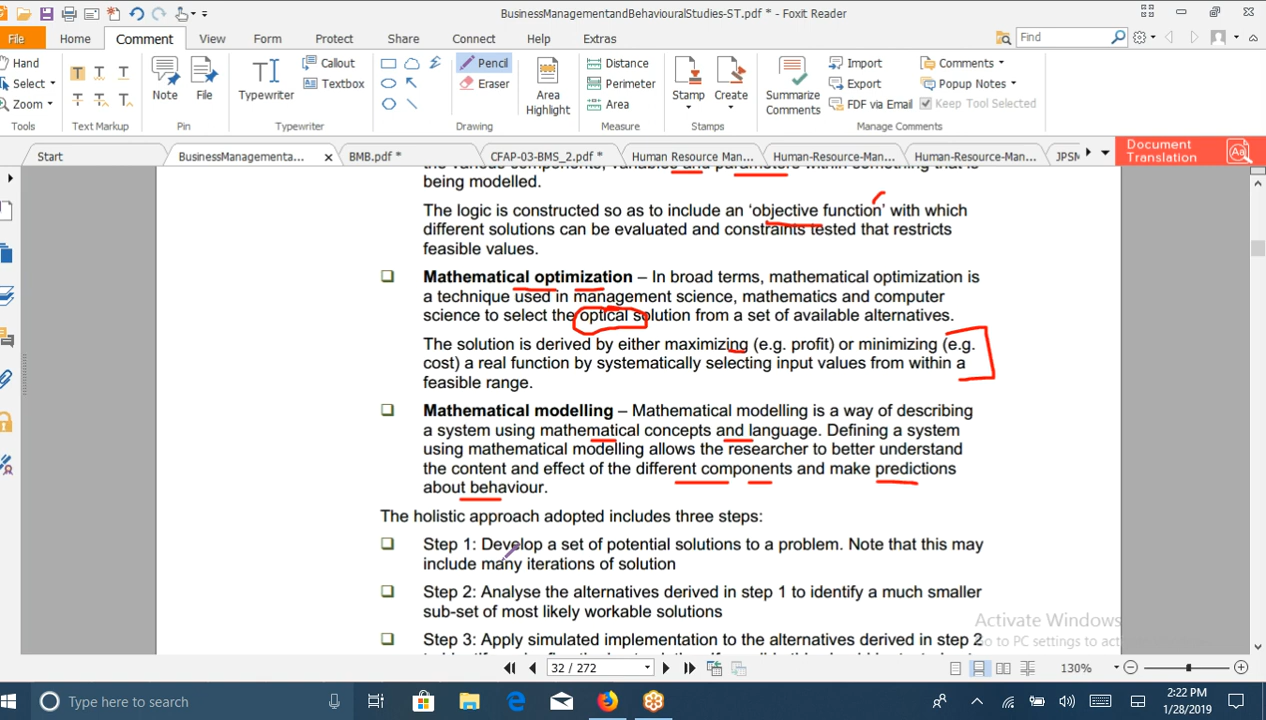 BusinessManagementandBehaviouralStudies-ST.pdf * - Foxit Reader
File Home Comment View Form Protect Share Connect Help Extras Find
Hand
Select
Zoom
Tools
Text Markup
Note File
Pin
Typewriter
Callout
Textbox
Typewriter
Pencil
Eraser
Drawing
Area Highlight
Distance
Perimeter
Area
Measure
Stamp Create
Stamps
Summarize Comments
Import
Export
FDF via Email
Comments
Popup Notes
Keep Tool Selected
Manage Comments
Start BusinessManagementa... BMB.pdf * CFAP-03-BMS_2.pdf * Human Resource Man... Human-Resource-Man... Human-Resource-Man... JPSM
Document Translation
being modelled.
The logic is constructed so as to include an ‘objective function’ with which
different solutions can be evaluated and constraints tested that restricts
feasible values.
Mathematical optimization – In broad terms, mathematical optimization is
a technique used in management science, mathematics and computer
science to select the optical solution from a set of available alternatives.
The solution is derived by either maximizing (e.g. profit) or minimizing (e.g.
cost) a real function by systematically selecting input values from within a
feasible range.
Mathematical modelling – Mathematical modelling is a way of describing
a system using mathematical concepts and language. Defining a system
using mathematical modelling allows the researcher to better understand
the content and effect of the different components and make predictions
about behaviour.
The holistic approach adopted includes three steps:
Step 1: Develop a set of potential solutions to a problem. Note that this may
include many iterations of solution
Step 2: Analyse the alternatives derived in step 1 to identify a much smaller
sub-set of most likely workable solutions
Step 3: Apply simulated implementation to the alternatives derived in step 2
Activate Windows
Go to PC settings to
32 / 272
130%
Type here to search
2:22 PM
1/28/2019